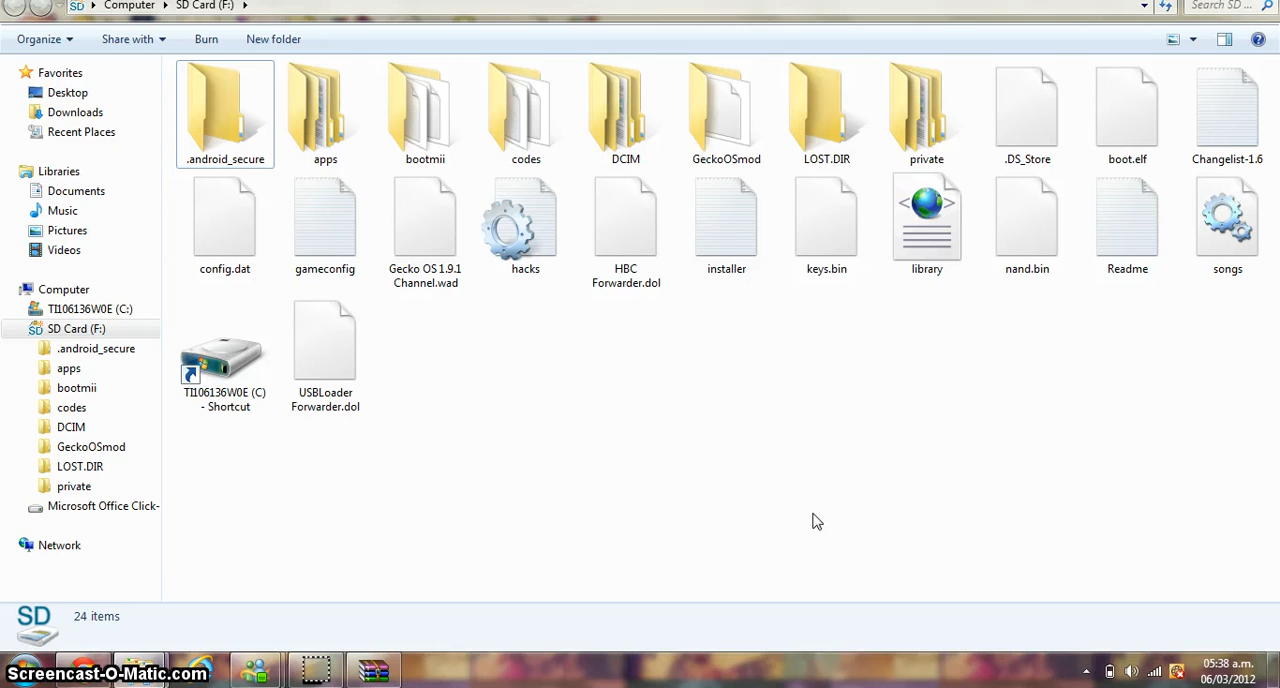 SD Computer SD Card (F:) Search SD ...
Organize Share with Burn New folder
Favorites
Desktop
Downloads
Recent Places
Libraries
Documents
Music
Pictures
Videos
Computer
TI106136W0E (C:)
SD Card (F:)
.android_secure
apps
bootmii
codes
DCIM
GeckoOSmod
LOST.DIR
private
Microsoft Office Click-
Network
.android_secure apps bootmii codes DCIM GeckoOSmod LOST.DIR private .DS_Store boot.elf Changelist-1.6
config.dat gameconfig Gecko OS 1.9.1 hacks HBC installer keys.bin library nand.bin Readme songs
Channel.wad Forwarder.dol
TI106136W0E (C) USBLoader
- Shortcut Forwarder.dol
SD 24 items
Screencast-O-Matic.com
05:38 a.m.
06/03/2012